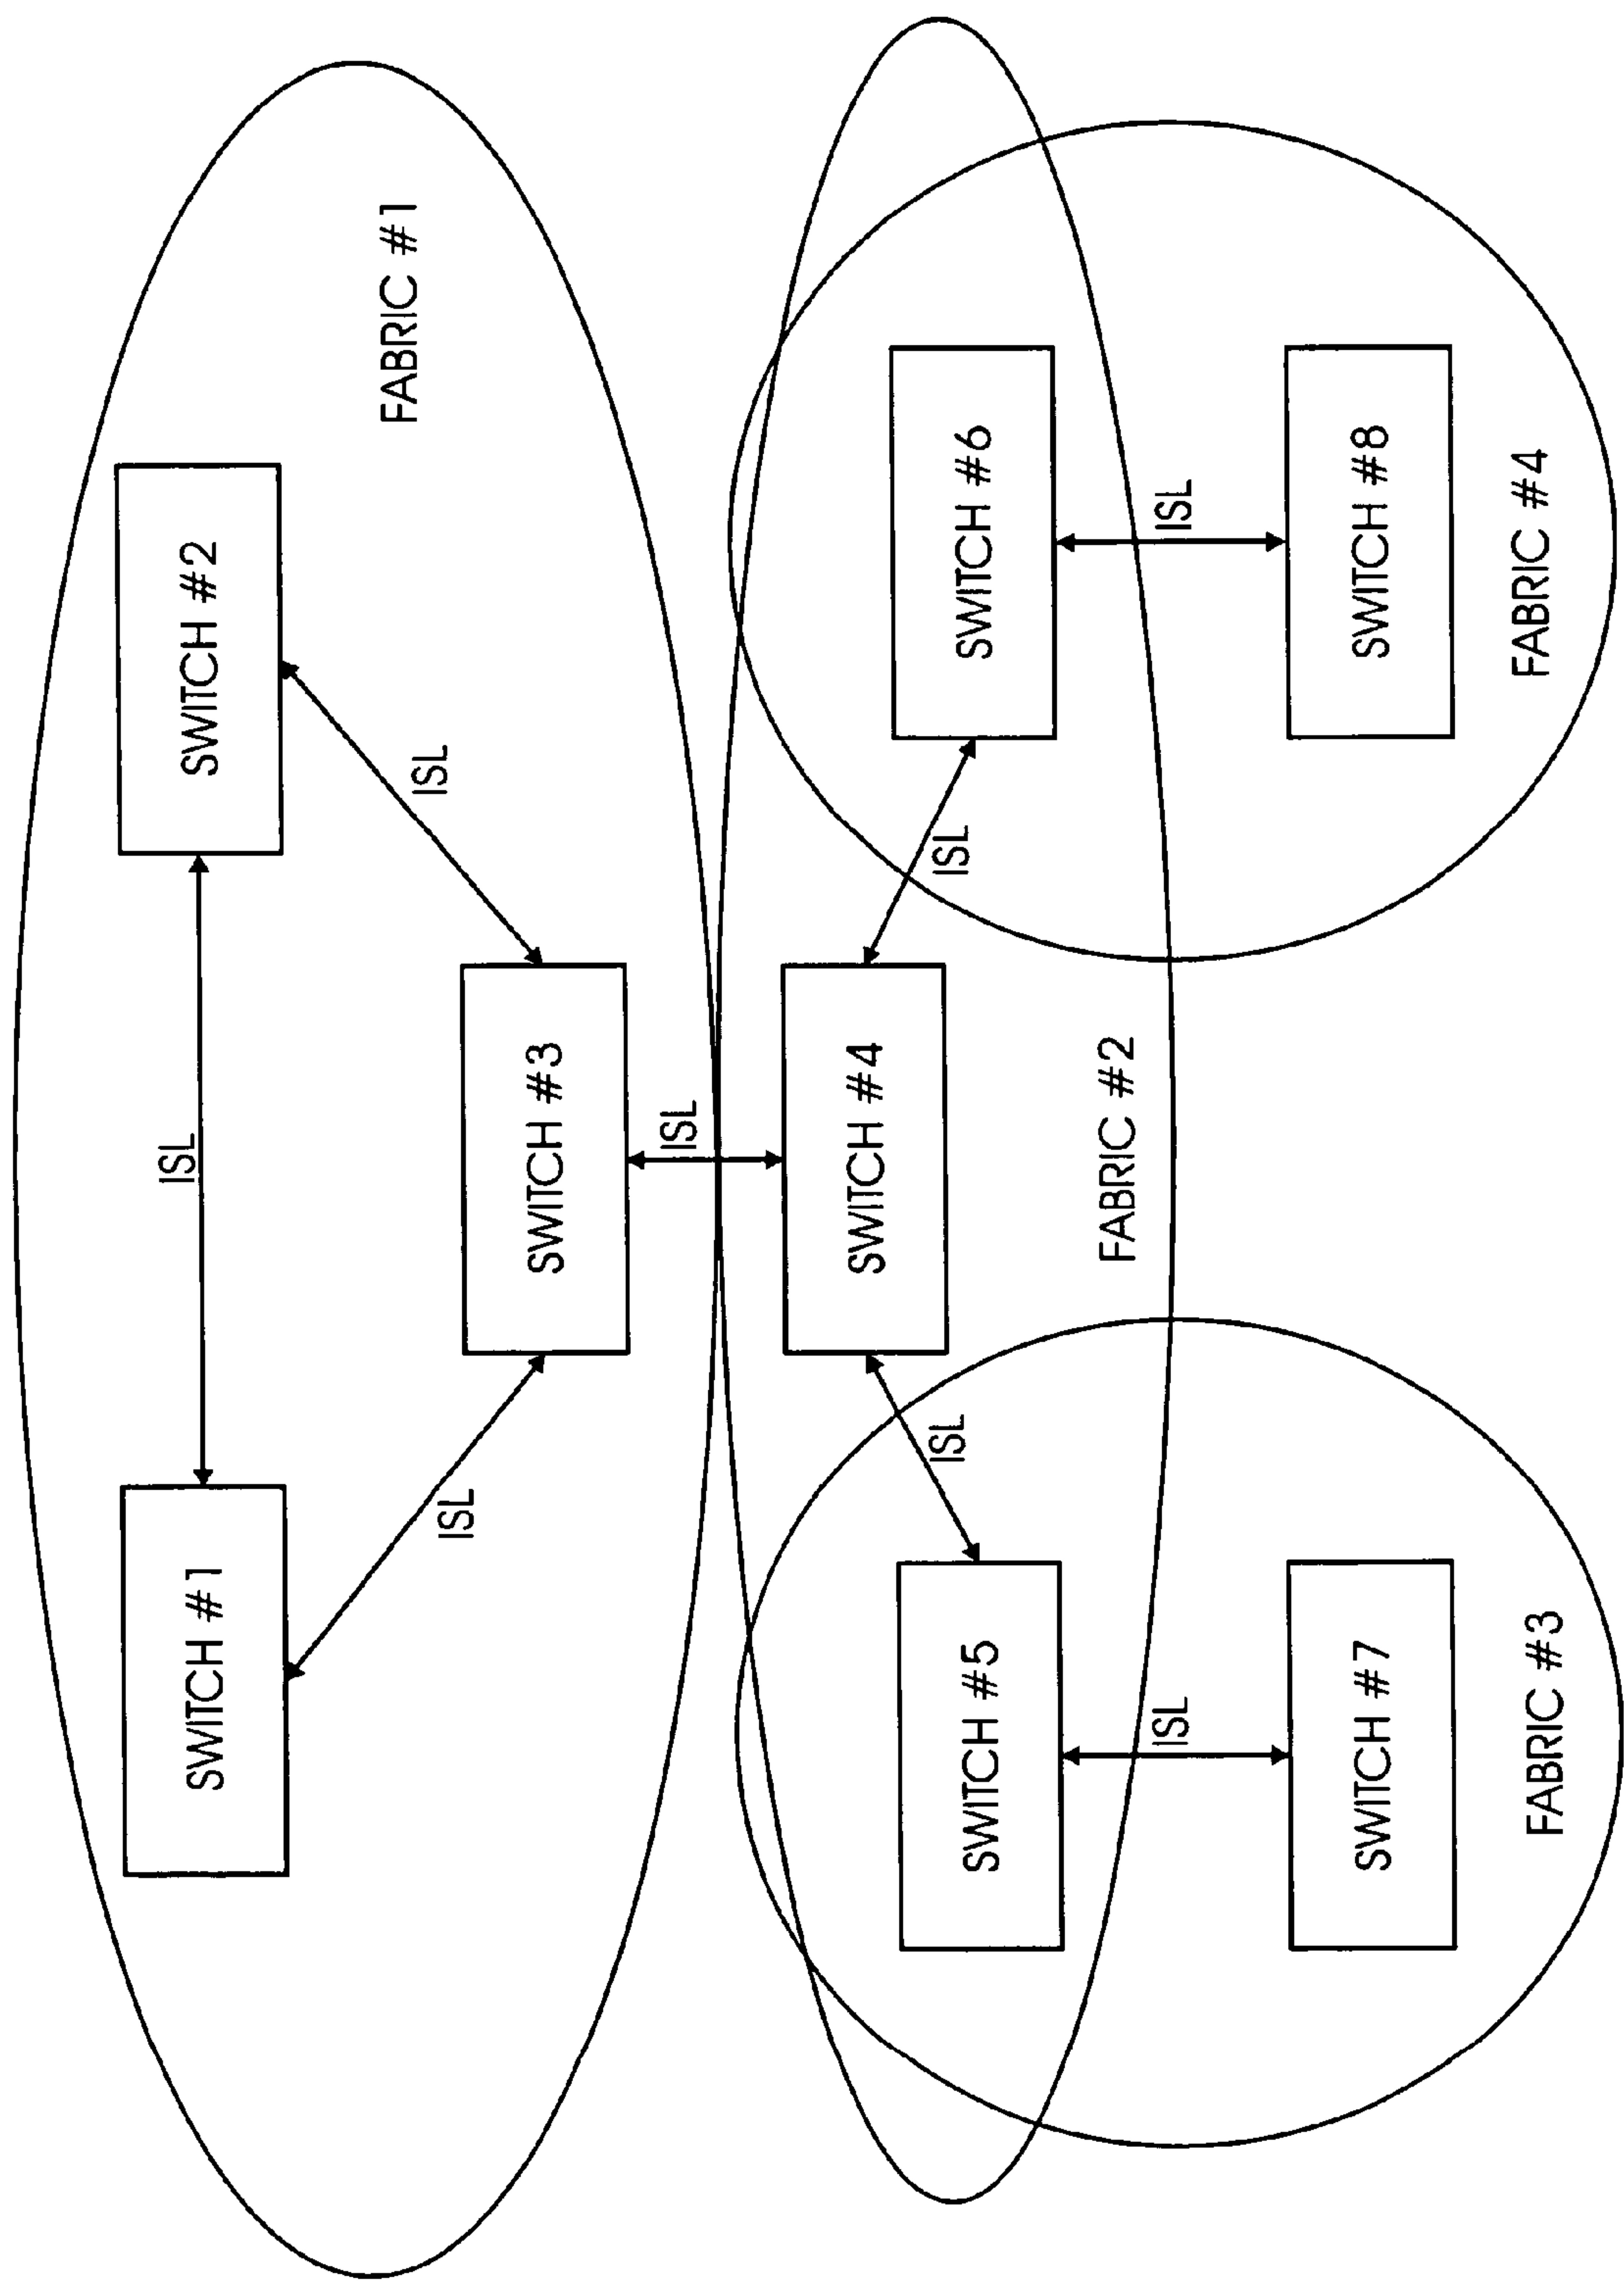 SWITCH #1
ISL
SWITCH #2
ISL
ISL
FABRIC #1
SWITCH #3
ISL
SWITCH #4
ISL
ISL
SWITCH #5
SWITCH #6
FABRIC #2
ISL
ISL
SWITCH #7
SWITCH #8
FABRIC #3
FABRIC #4